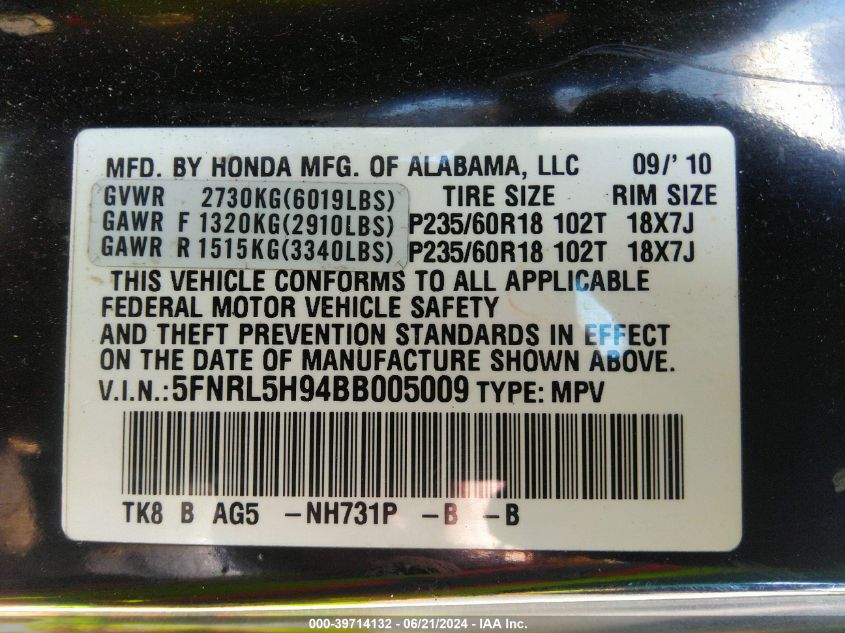 MFD. BY HONDA MFG. OF ALABAMA, LLC 09/' 10
GVWR 2730KG(6019LBS) TIRE SIZE RIM SIZE
GAWR F 1320KG(2910LBS) P235/60R18 102T 18X7J
GAWR R 1515KG(3340LBS) P235/60R18 102T 18X7J
THIS VEHICLE CONFORMS TO ALL APPLICABLE
FEDERAL MOTOR VEHICLE SAFETY
AND THEFT PREVENTION STANDARDS IN EFFECT
ON THE DATE OF MANUFACTURE SHOWN ABOVE.
V.I.N.:5FNRL5H94BB005009 TYPE: MPV
TK8 B AG5 -NH731P -B -B
000-39714132 - 06/21/2024 - IAA Inc.